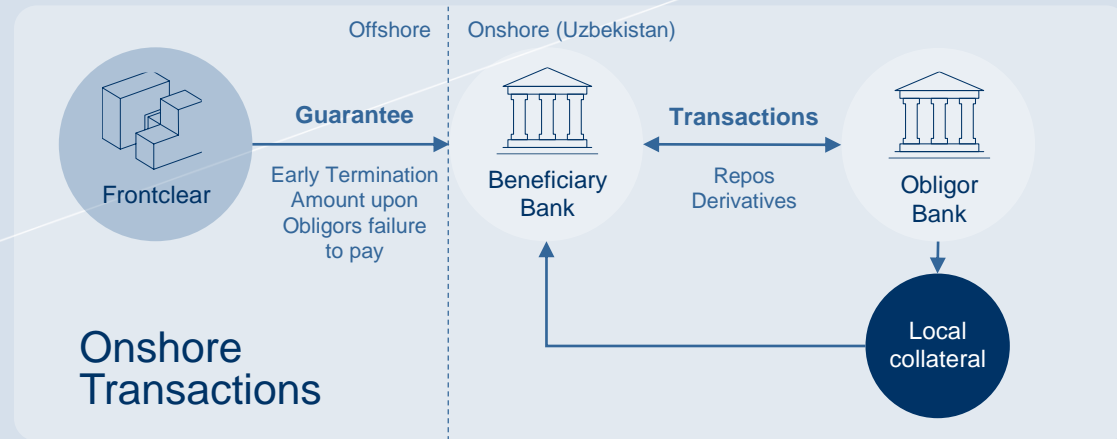 Offshore
Onshore (Uzbekistan)
Frontclear
Guarantee
Early Termination
Amount upon
Obligors failure
to pay
Beneficiary
Bank
Transactions
Repos
Derivatives
Obligor
Bank
Local
collateral
Onshore
Transactions